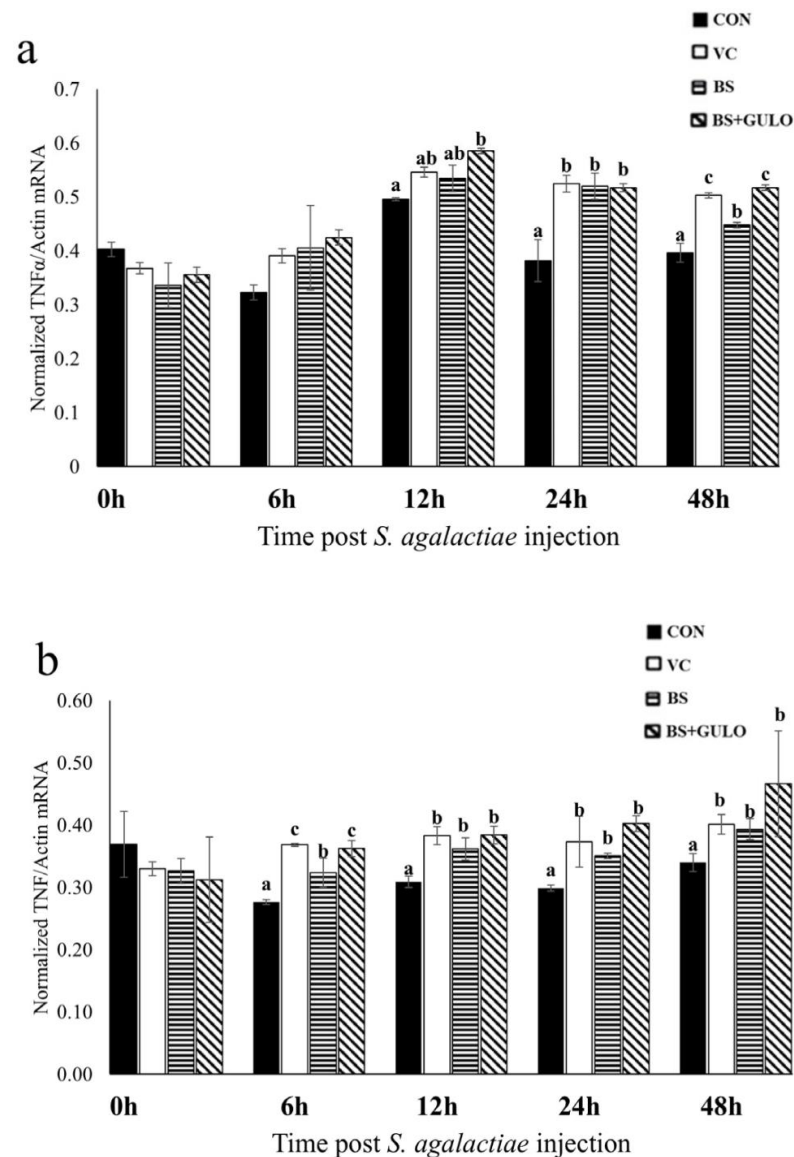 a
CON
VC
BS
BS+GULO
Normalized TNFα/Actin mRNA
0.7
0.6
0.5
0.4
0.3
0.2
0.1
0
a ab ab b
a b b b
a c b c
0h 6h 12h 24h 48h
Time post S. agalactiae injection
b
CON
VC
BS
BS+GULO
Normalized TNF/Actin mRNA
0.60
0.50
0.40
0.30
0.20
0.10
0.00
a c b c
a b b b
a b b b
a b b b
0h 6h 12h 24h 48h
Time post S. agalactiae injection